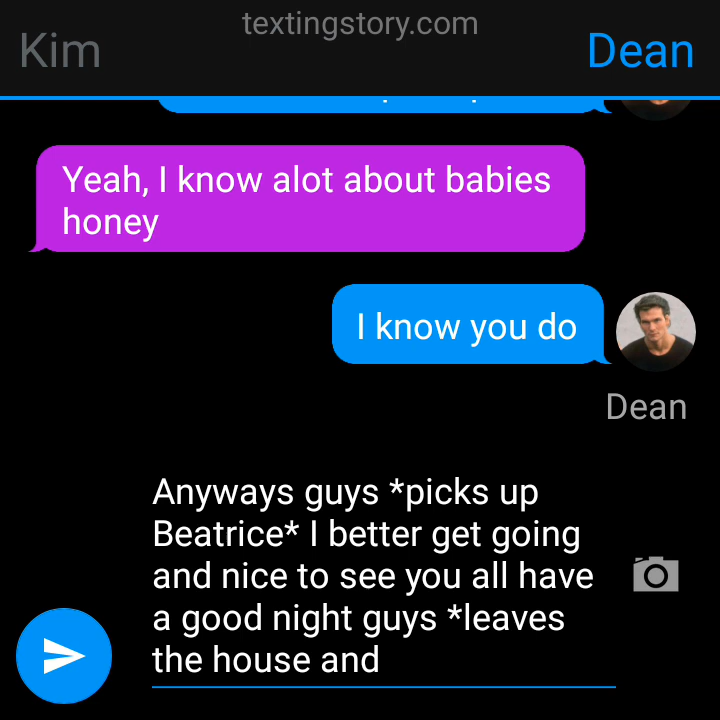 textingstory.com
Kim
Dean
Yeah, I know alot about babies
honey
I know you do
Dean
Anyways guys *picks up
Beatrice* I better get going
and nice to see you all have
a good night guys *leaves
the house and